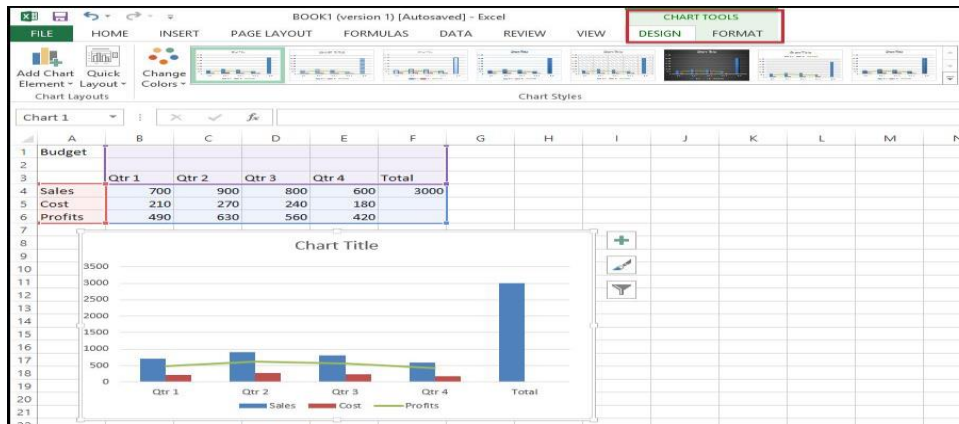 BOOK1 (version 1) [Autosaved] - Excel
CHART TOOLS
FILE HOME INSERT PAGE LAYOUT FORMULAS DATA REVIEW VIEW DESIGN FORMAT
Add Chart Element
Quick Layout
Change Colors
Chart Layouts
Chart Styles
Chart 1
fx
A B C D E F G H I J K L M N
1 Budget
2
3 Qtr 1 Qtr 2 Qtr 3 Qtr 4 Total
4 Sales 700 900 800 600 3000
5 Cost 210 270 240 180
6 Profits 490 630 560 420
7
8
9
10
11
12
13
14
15
16
17
18
19
20
21
Chart Title
3500
3000
2500
2000
1500
1000
500
0
Qtr 1 Qtr 2 Qtr 3 Qtr 4 Total
Sales Cost Profits